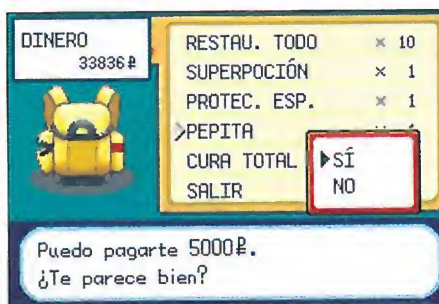 DINERO
33836₽
RESTAU. TODO × 10
SUPERPOCIÓN × 1
PROTEC. ESP. × 1
PEPITA
CURA TOTAL
SALIR
SÍ
NO
Puedo pagarte 5000₽.
¿Te parece bien?